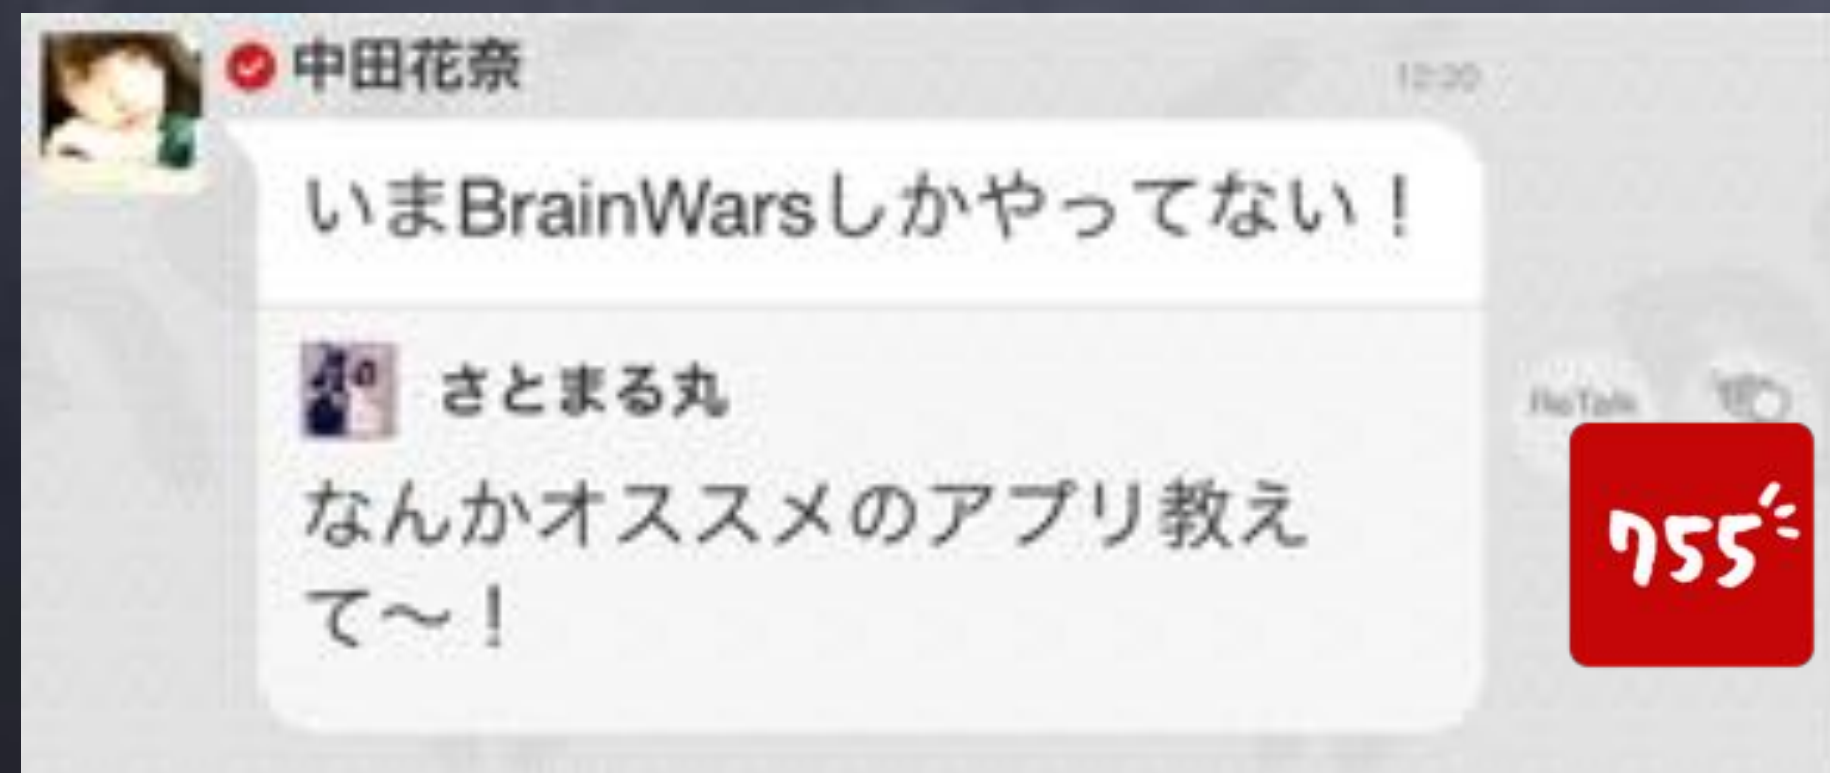 中田花奈
いまBrainWarsしかやってない！
さとまる丸
なんかオススメのアプリ教え
て〜！
ReTalk
755